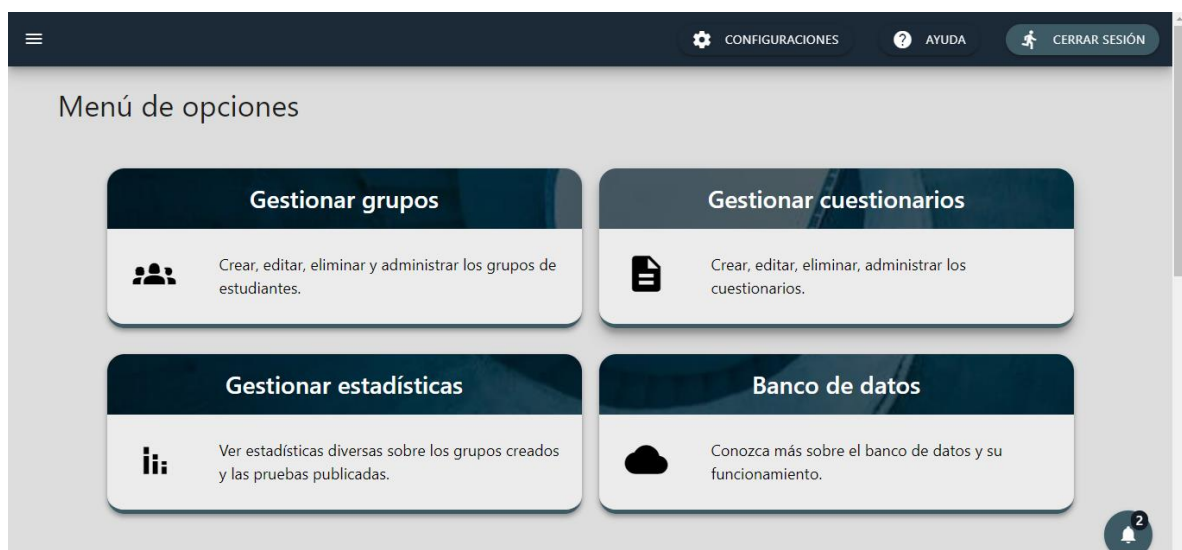 CONFIGURACIONES
AYUDA
CERRAR SESIÓN
Menú de opciones
Gestionar grupos
Crear, editar, eliminar y administrar los grupos de
estudiantes.
Gestionar cuestionarios
Crear, editar, eliminar, administrar los
cuestionarios.
Gestionar estadísticas
Ver estadísticas diversas sobre los grupos creados
y las pruebas publicadas.
Banco de datos
Conozca más sobre el banco de datos y su
funcionamiento.
2